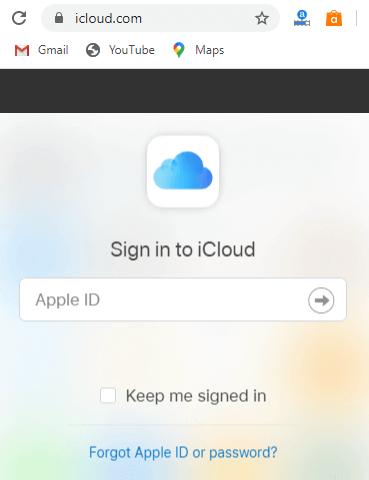 icloud.com
Gmail YouTube Maps
Sign in to iCloud
Apple ID
Keep me signed in
Forgot Apple ID or password?